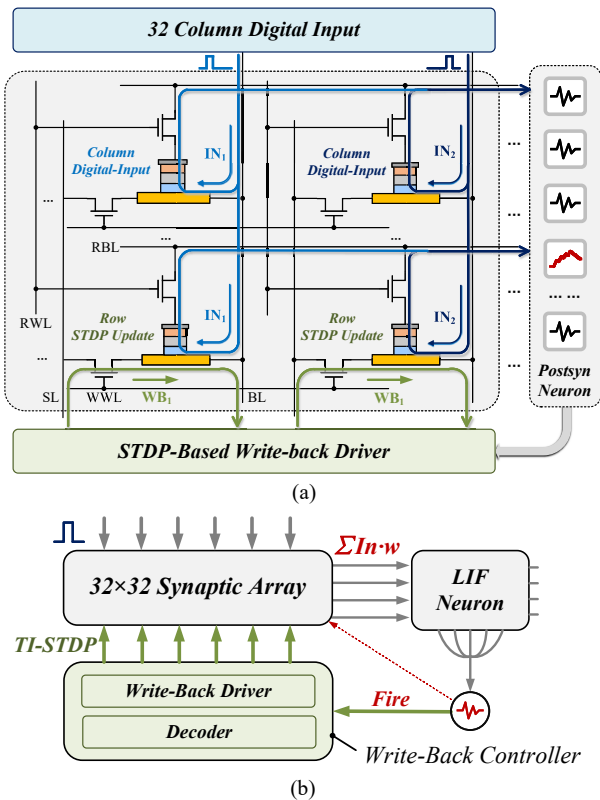 32 Column Digital Input
Column
Digital-Input
IN1
Column
Digital-Input
IN2
...
...
...
...
...
...
RBL
...
...
RWL
Row
STDP Update
IN1
Row
STDP Update
IN2
...
... ...
...
...
...
Postsyn
Neuron
SL
WWL
WB1
BL
WB1
STDP-Based Write-back Driver
(a)
32×32 Synaptic Array
∑In·w
LIF
Neuron
TI-STDP
Write-Back Driver
Decoder
Fire
Write-Back Controller
(b)